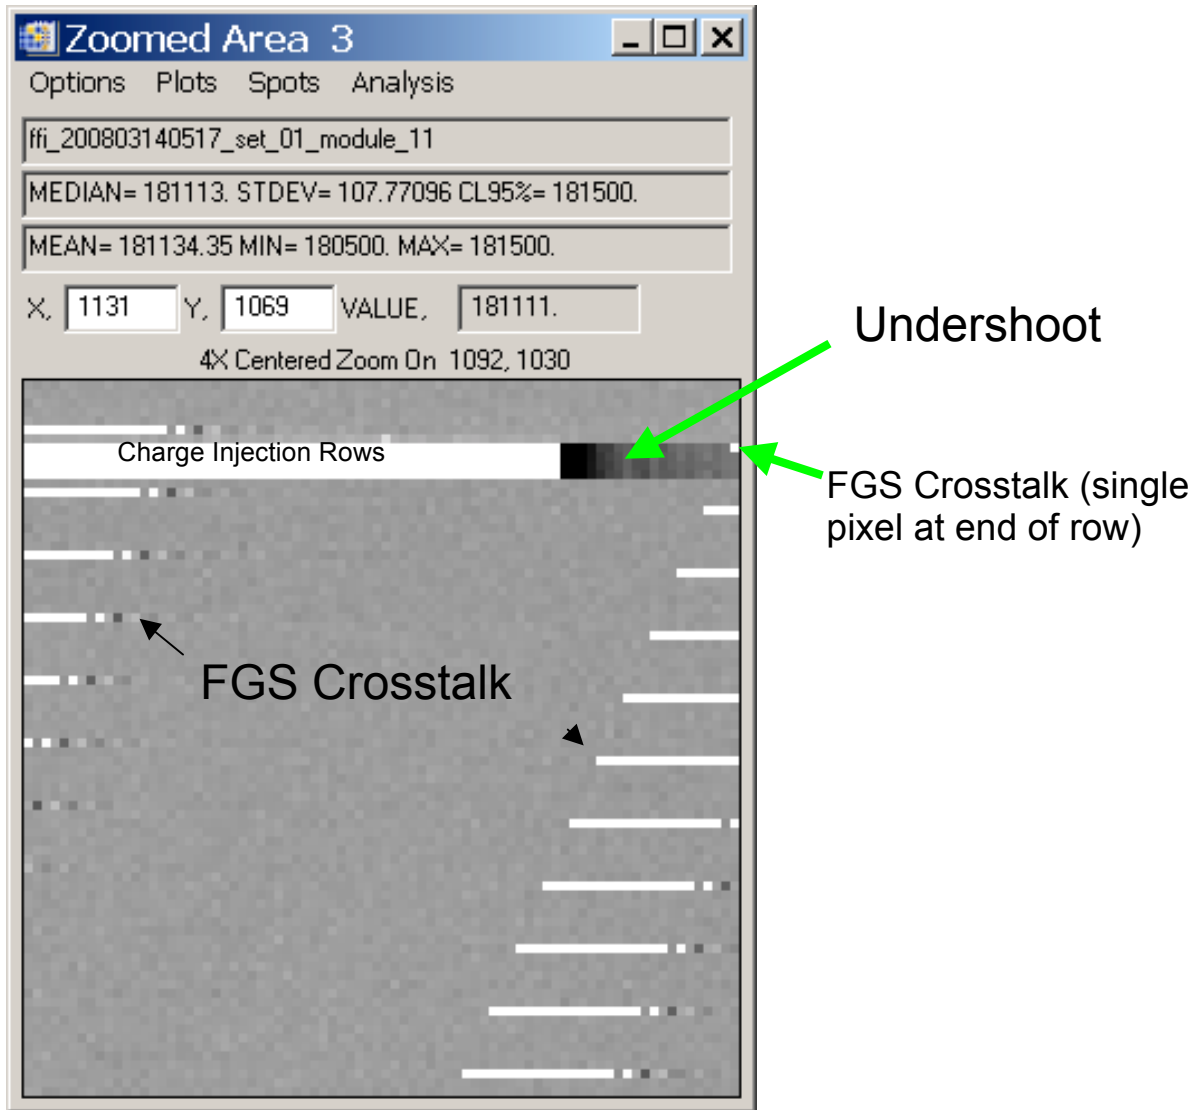 Zoomed Area 3
Options Plots Spots Analysis
ffi_200803140517_set_01_module_11
MEDIAN= 181113. STDEV= 107.77096 CL95%= 181500.
MEAN= 181134.35 MIN= 180500. MAX= 181500.
X, 1131 Y, 1069 VALUE, 181111.
4X Centered Zoom On 1092, 1030
Undershoot
Charge Injection Rows
FGS Crosstalk (single
pixel at end of row)
FGS Crosstalk